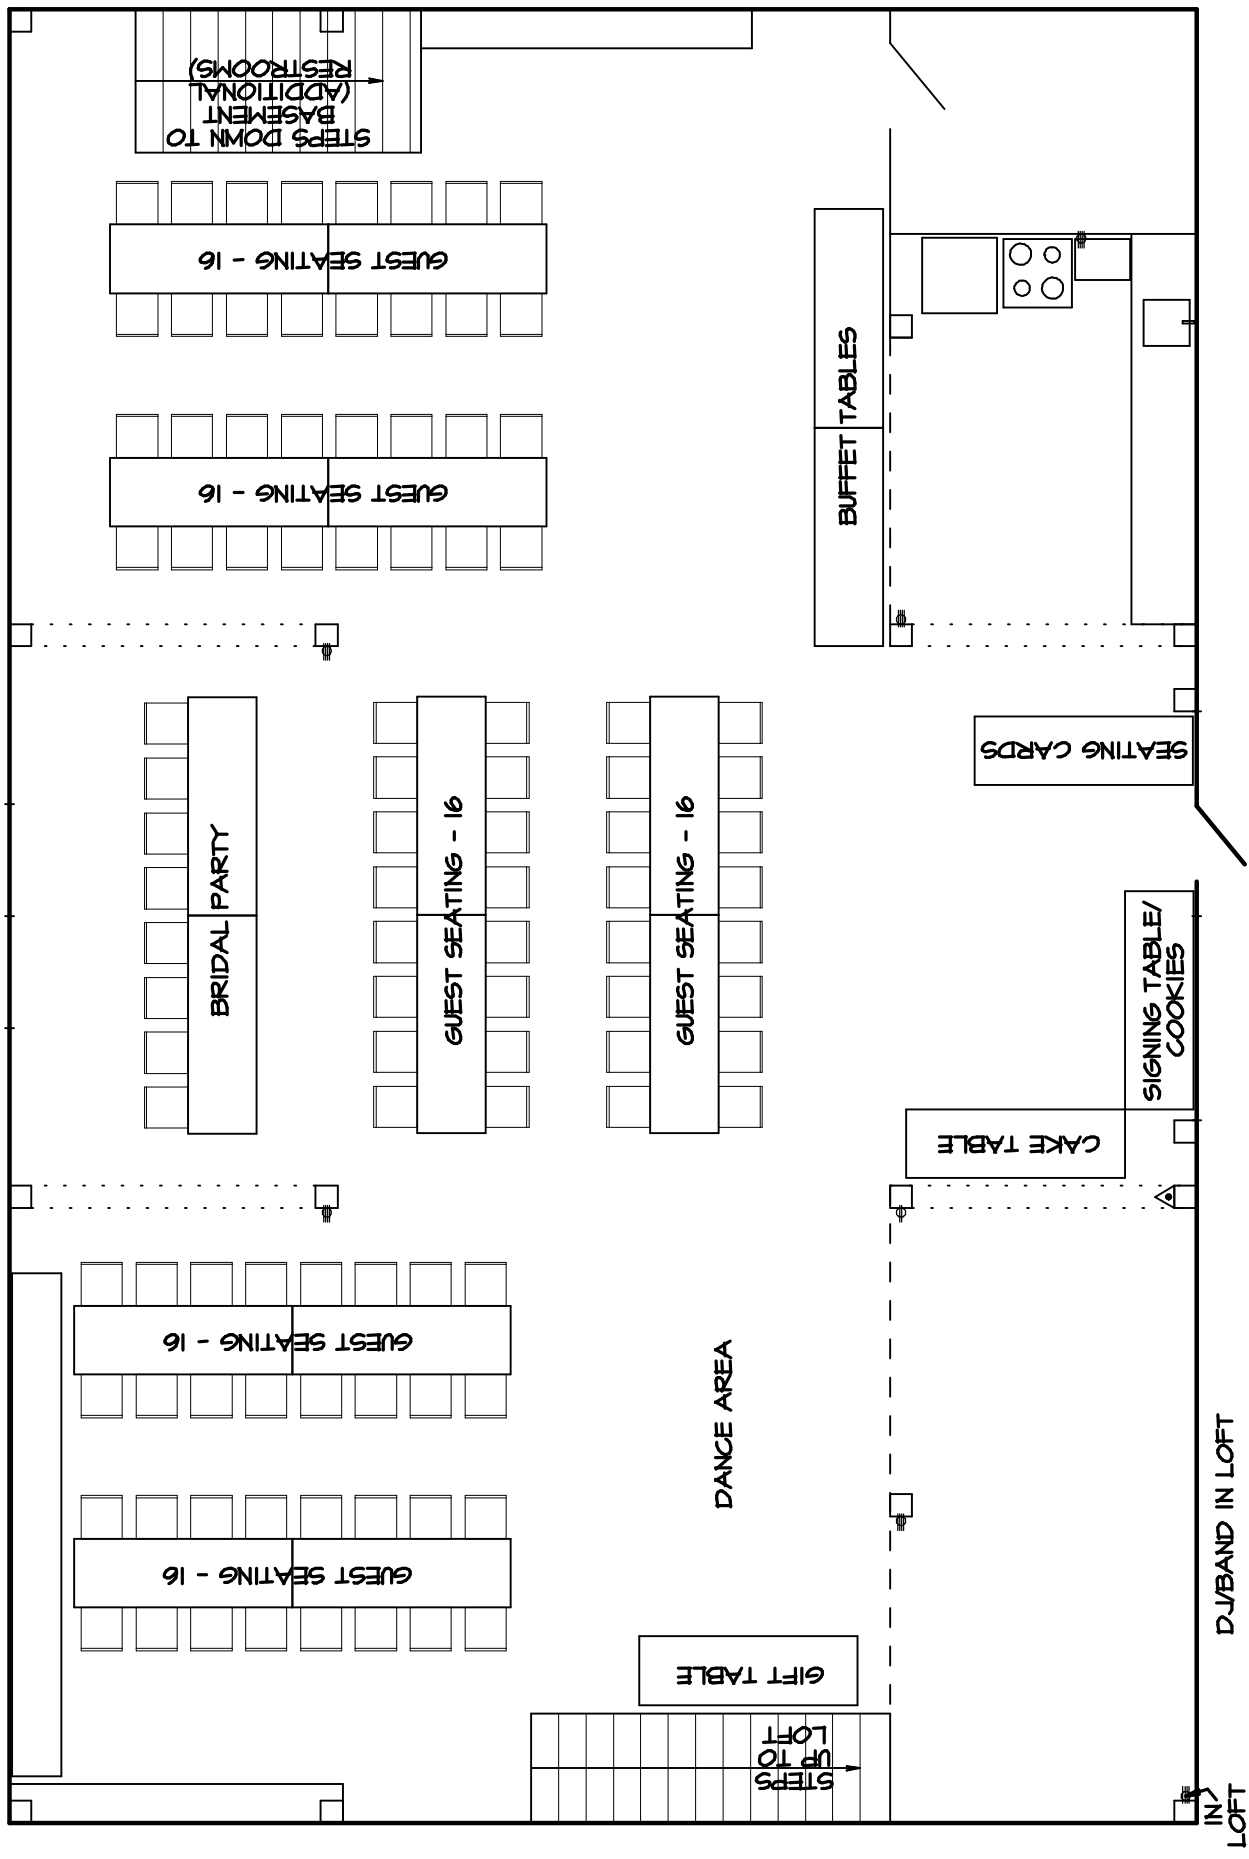 STEPS DOWN TO
BASEMENT
(ADDITIONAL
RESTROOMS)
GUEST SEATING - 16
GUEST SEATING - 16
BUFFET TABLES
SEATING CARDS
BRIDAL PARTY
GUEST SEATING - 16
GUEST SEATING - 16
SIGNING TABLE/
COOKIES
CAKE TABLE
GUEST SEATING - 16
GUEST SEATING - 16
DANCE AREA
GIFT TABLE
STEPS
UP TO
LOFT
DJ/BAND IN LOFT
IN
LOFT